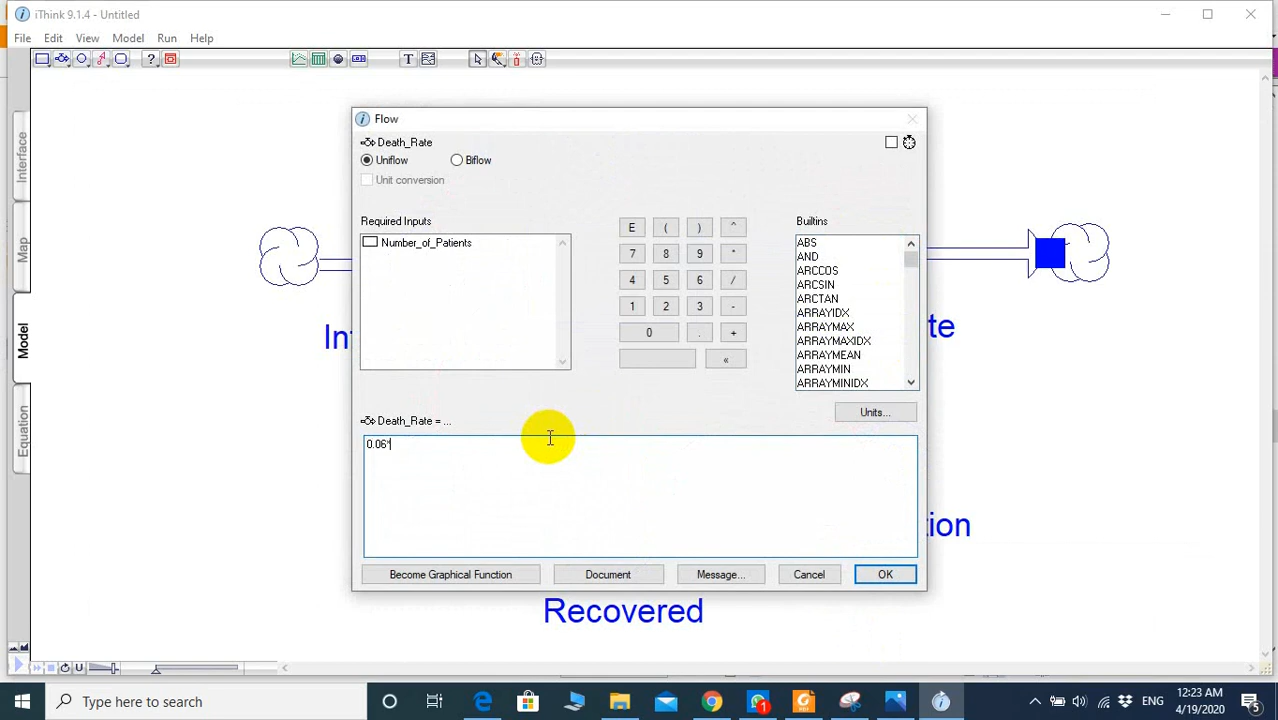 iThink 9.1.4 - Untitled
File Edit View Model Run Help
? T
Interface
Map
Model
Equation
Flow
Death_Rate
Uniflow Biflow
Unit conversion
Required Inputs
Number_of_Patients
E ( ) ^
7 8 9 *
4 5 6 /
1 2 3 -
0 . +
«
Builtins
ABS
AND
ARCCOS
ARCSIN
ARCTAN
ARRAYIDX
ARRAYMAX
ARRAYMAXIDX
ARRAYMEAN
ARRAYMIN
ARRAYMINIDX
Units...
Death_Rate = ...
0.06*
Become Graphical Function Document Message... Cancel OK
In
te
tion
Recovered
U
Type here to search
1
ENG
12:23 AM
4/19/2020
5